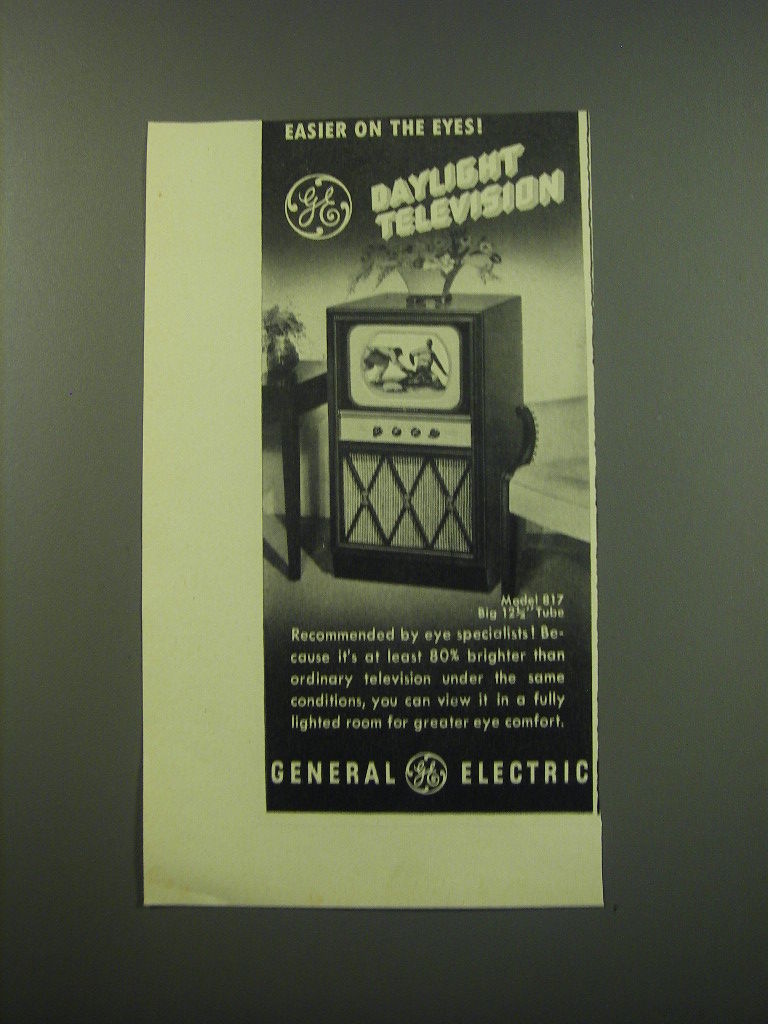 EASIER ON THE EYES!
GE
DAYLIGHT
TELEVISION
Model 817
Big 12½" Tube
Recommended by eye specialists! Be-
cause it's at least 80% brighter than
ordinary television under the same
conditions, you can view it in a fully
lighted room for greater eye comfort.
GENERAL GE ELECTRIC